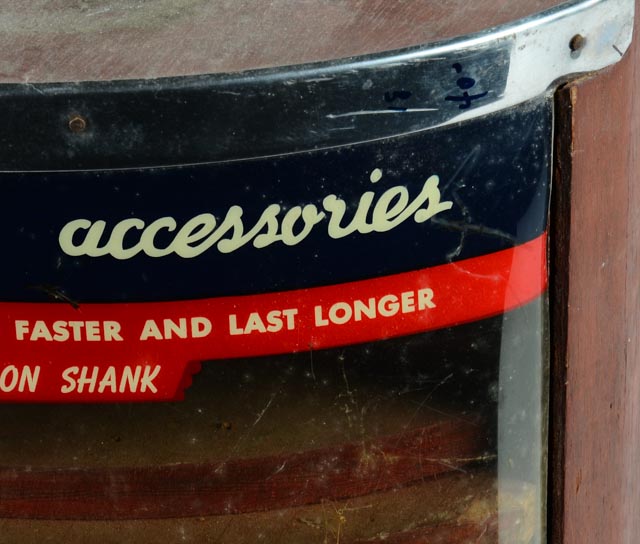 accessories
FASTER AND LAST LONGER
ON SHANK